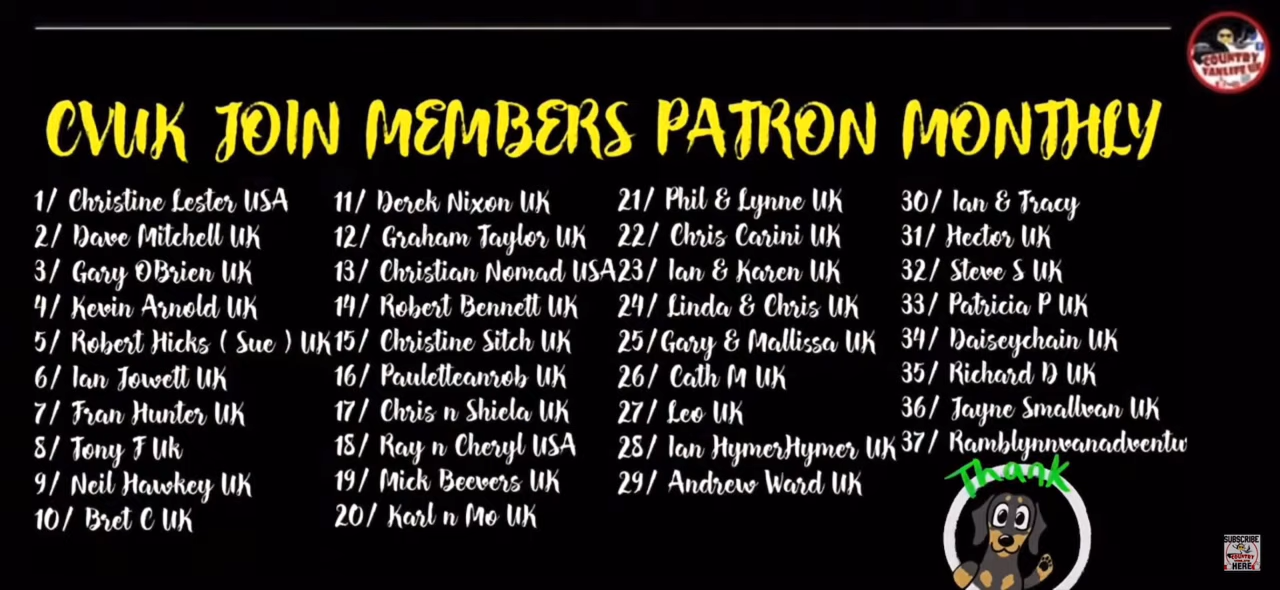 COUNTRY
VANLIFE UK
CVUK JOIN MEMBERS PATRON MONTHLY
1/ Christine Lester USA
2/ Dave Mitchell UK
3/ Gary OBrien UK
4/ Kevin Arnold UK
5/ Robert Hicks ( Sue ) UK
6/ Ian Jowett UK
7/ Fran Hunter UK
8/ Tony F Uk
9/ Neil Hawkey UK
10/ Bret C UK
11/ Derek Nixon UK
12/ Graham Taylor UK
13/ Christian Nomad USA
14/ Robert Bennett UK
15/ Christine Sitch UK
16/ Pauletteanrob UK
17/ Chris n Shiela UK
18/ Ray n Cheryl USA
19/ Mick Beevers UK
20/ Karl n Mo UK
21/ Phil & Lynne UK
22/ Chris Carini UK
23/ Ian & Karen UK
24/ Linda & Chris UK
25/Gary & Mallissa UK
26/ Cath M UK
27/ Leo UK
28/ Ian HymerHymer UK
29/ Andrew Ward UK
30/ Ian & Tracy
31/ Hector UK
32/ Steve S UK
33/ Patricia P UK
34/ Daiseychain UK
35/ Richard D UK
36/ Jayne Smallvan UK
37/ Ramblynnvanadventu
Thank
SUBSCRIBE
HERE